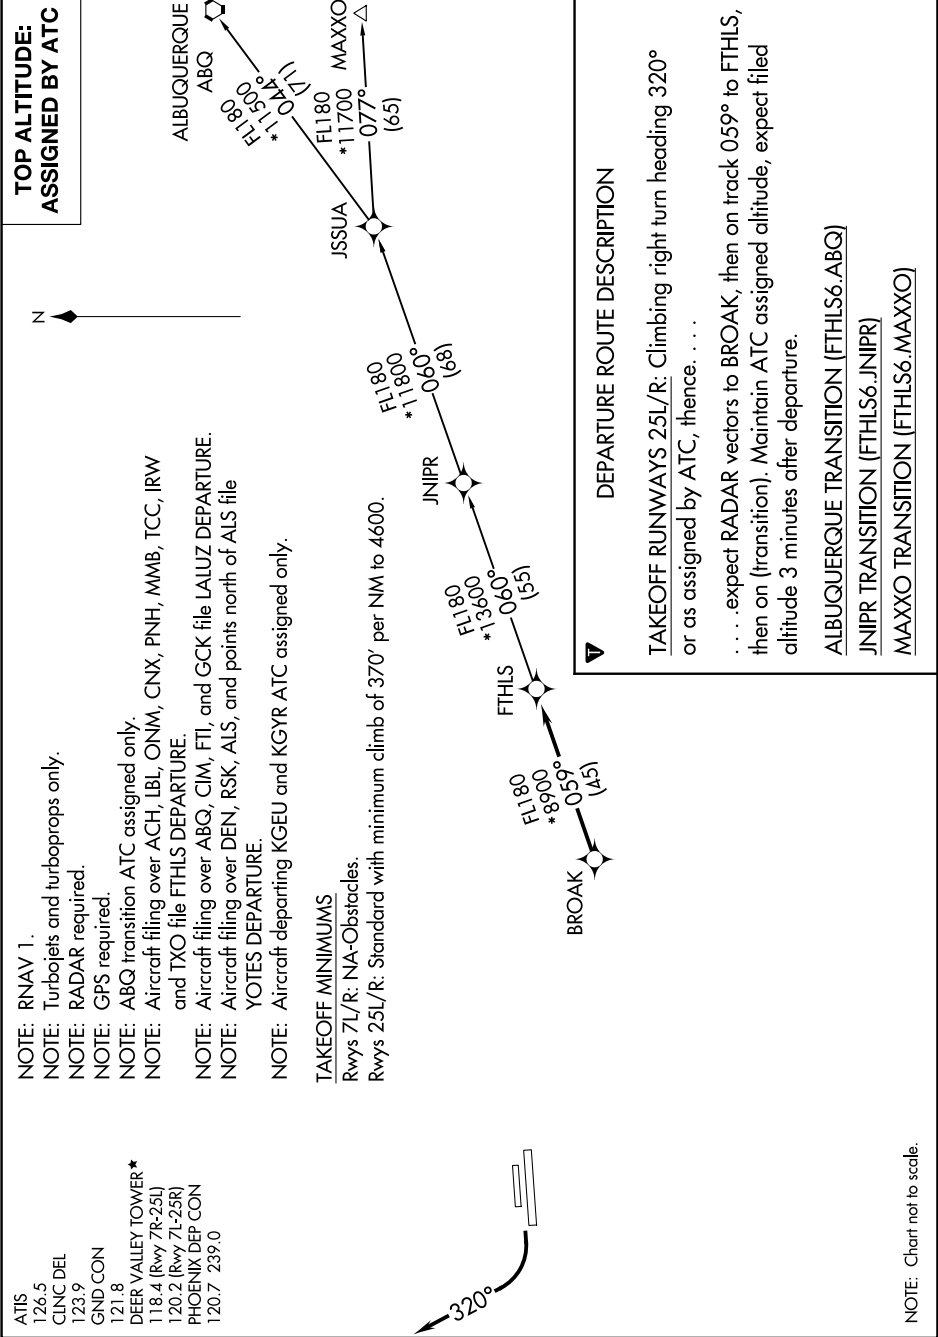 TOP ALTITUDE:
ASSIGNED BY ATC
ATIS
126.5
CLNC DEL
123.9
GND CON
121.8
DEER VALLEY TOWER★
118.4 (Rwy 7R-25L)
120.2 (Rwy 7L-25R)
PHOENIX DEP CON
120.7 239.0
NOTE: RNAV 1.
NOTE: Turbojets and turboprops only.
NOTE: RADAR required.
NOTE: GPS required.
NOTE: ABQ transition ATC assigned only.
NOTE: Aircraft filing over ACH, LBL, ONM, CNX, PNH, MMB, TCC, IRW
and TXO file FTHLS DEPARTURE.
NOTE: Aircraft filing over ABQ, CIM, FTI, and GCK file LALUZ DEPARTURE.
NOTE: Aircraft filing over DEN, RSK, ALS, and points north of ALS file
YOTES DEPARTURE.
NOTE: Aircraft departing KGEU and KGYR ATC assigned only.
TAKEOFF MINIMUMS
Rwys 7L/R: NA-Obstacles.
Rwys 25L/R: Standard with minimum climb of 370' per NM to 4600.
N
ALBUQUERQUE
ABQ
FL180
*11500
044°
(71)
MAXXO
FL180
*11700
077°
(65)
JSSUA
FL180
*11800
060°
(68)
JNIPR
FL180
*13600
060°
(55)
FTHLS
FL180
*8900
059°
(45)
BROAK
320°
NOTE: Chart not to scale.
T
DEPARTURE ROUTE DESCRIPTION
TAKEOFF RUNWAYS 25L/R: Climbing right turn heading 320°
or as assigned by ATC, thence. . . .
. . . .expect RADAR vectors to BROAK, then on track 059° to FTHLS,
then on (transition). Maintain ATC assigned altitude, expect filed
altitude 3 minutes after departure.
ALBUQUERQUE TRANSITION (FTHLS6.ABQ)
JNIPR TRANSITION (FTHLS6.JNIPR)
MAXXO TRANSITION (FTHLS6.MAXXO)